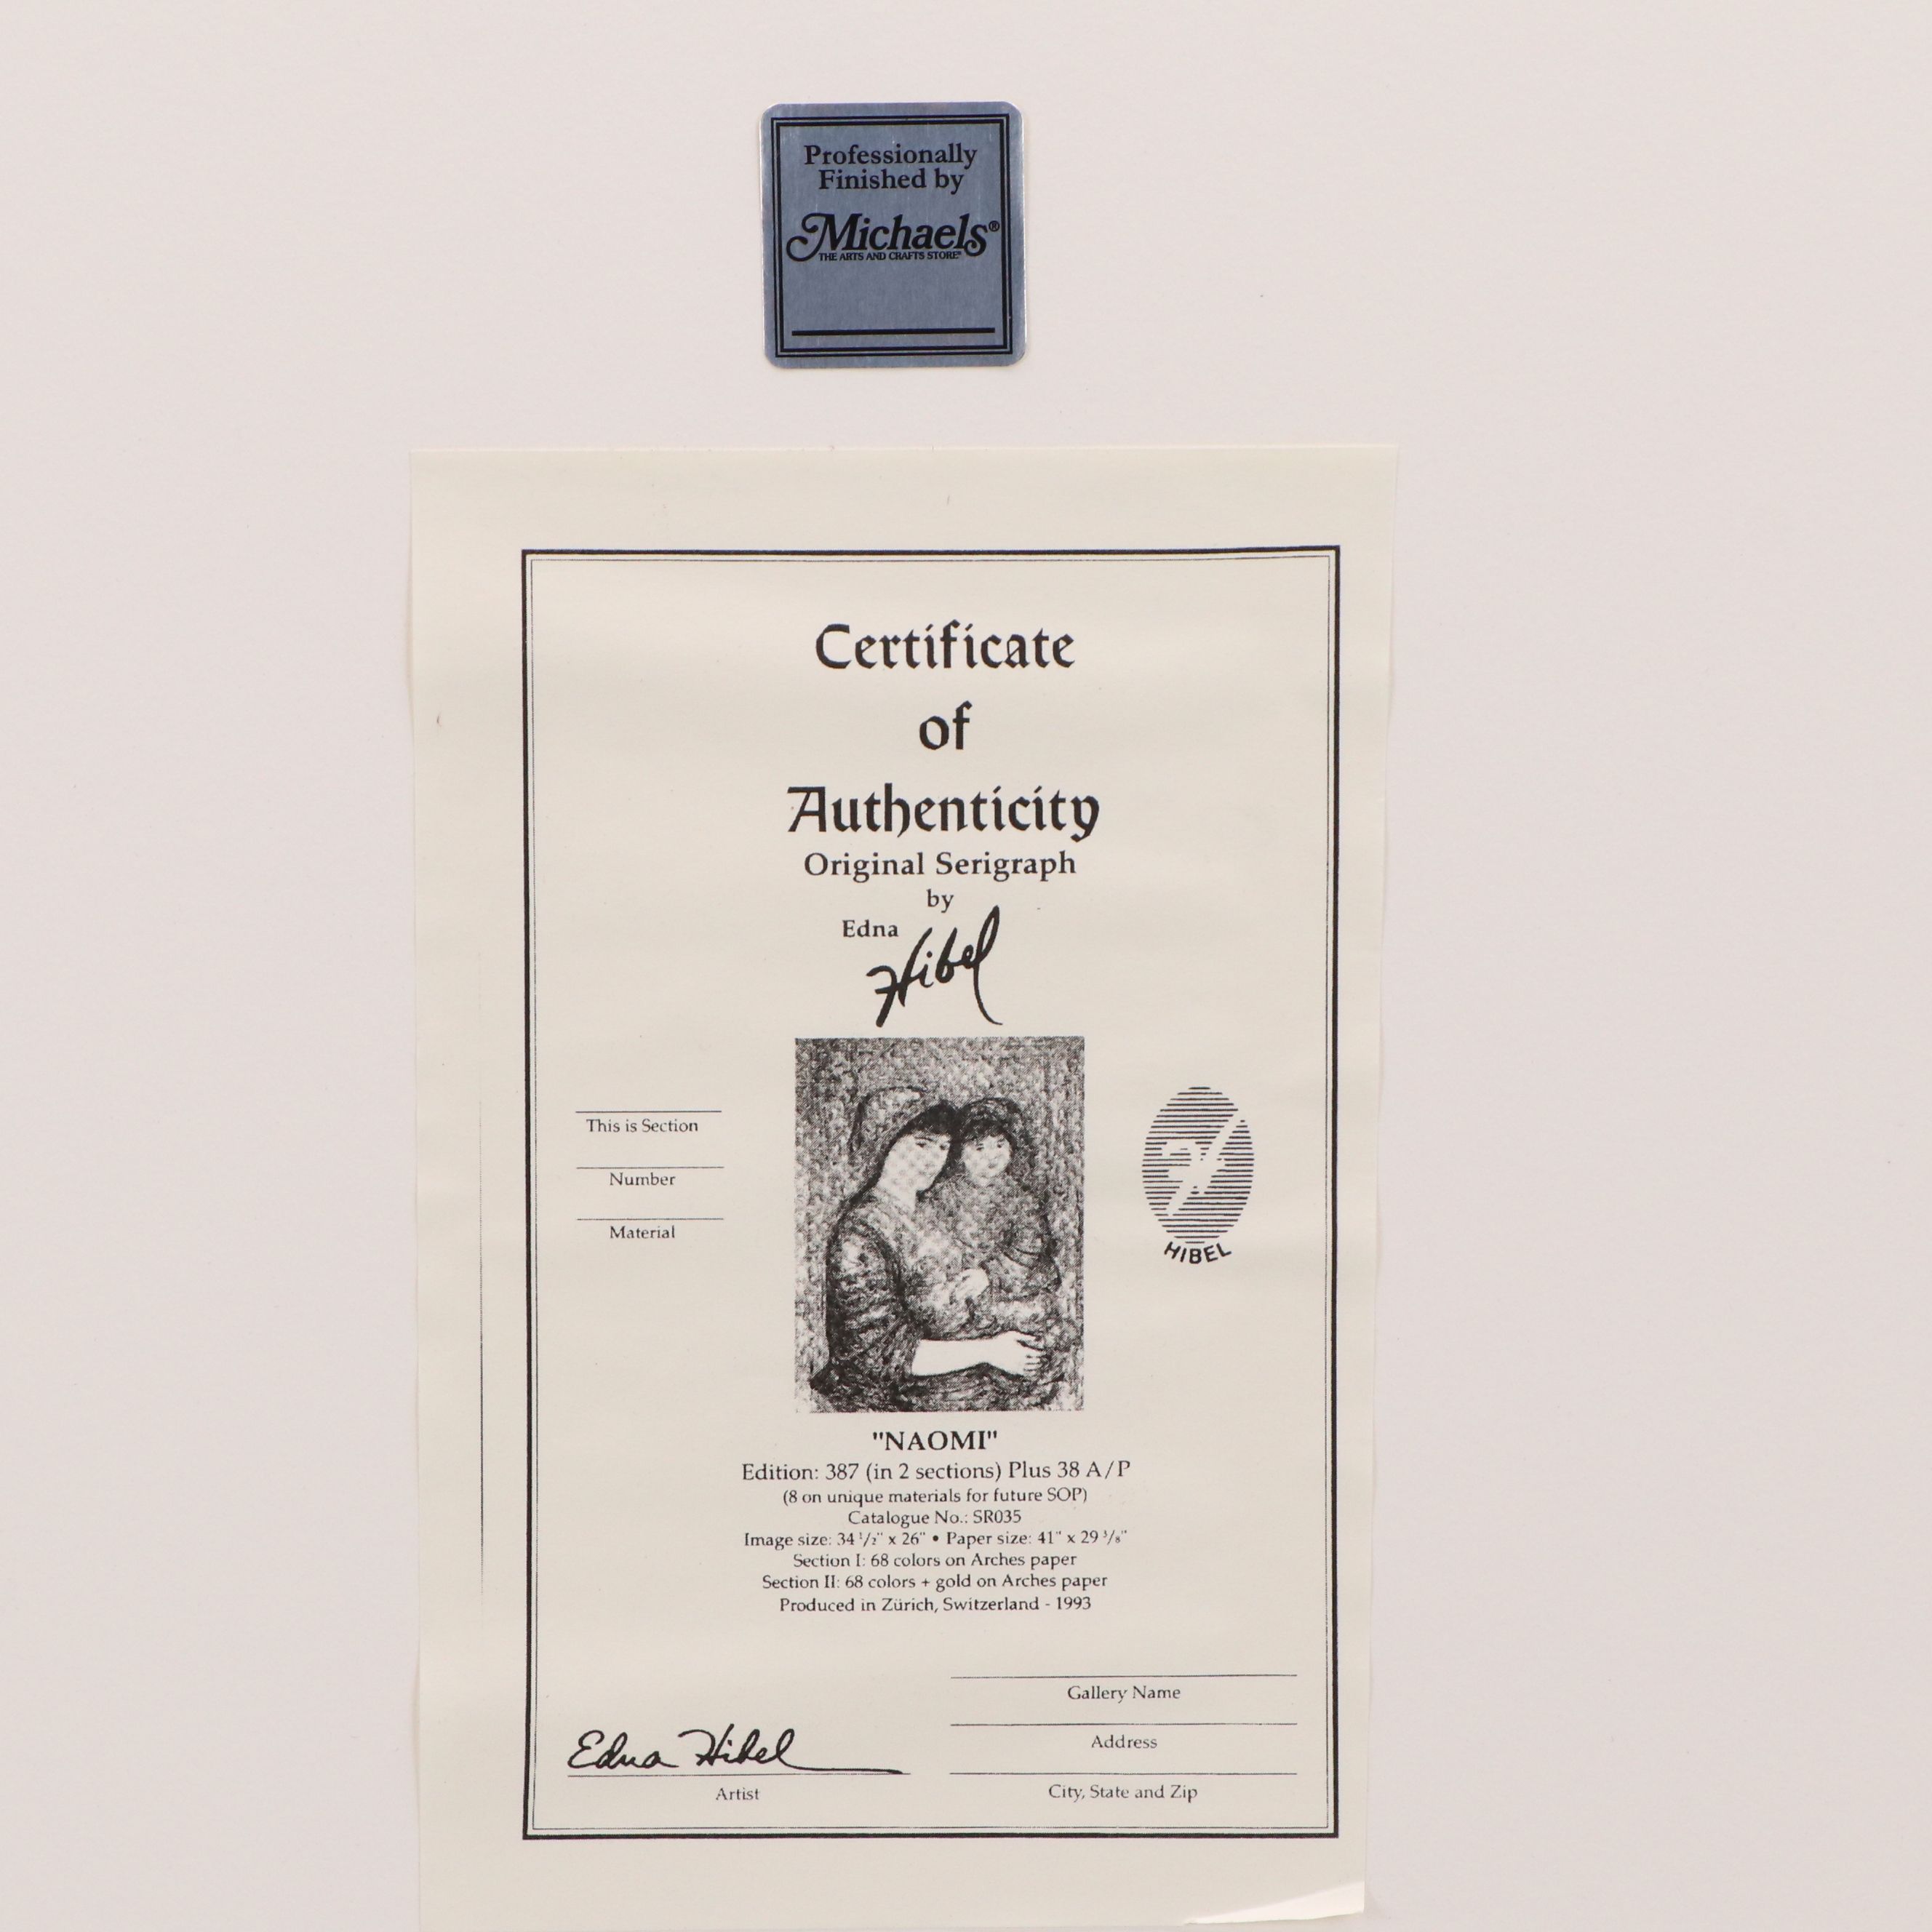 Professionally
Finished by
Michaels®
THE ARTS AND CRAFTS STORE®
Certificate
of
Authenticity
Original Serigraph
by
Edna
Hibel
This is Section
Number
Material
HIBEL
"NAOMI"
Edition: 387 (in 2 sections) Plus 38 A/P
(8 on unique materials for future SOP)
Catalogue No.: SR035
Image size: 34 1/2" x 26" • Paper size: 41" x 29 3/8"
Section I: 68 colors on Arches paper
Section II: 68 colors + gold on Arches paper
Produced in Zürich, Switzerland - 1993
Gallery Name
Address
City, State and Zip
Edna Hibel
Artist